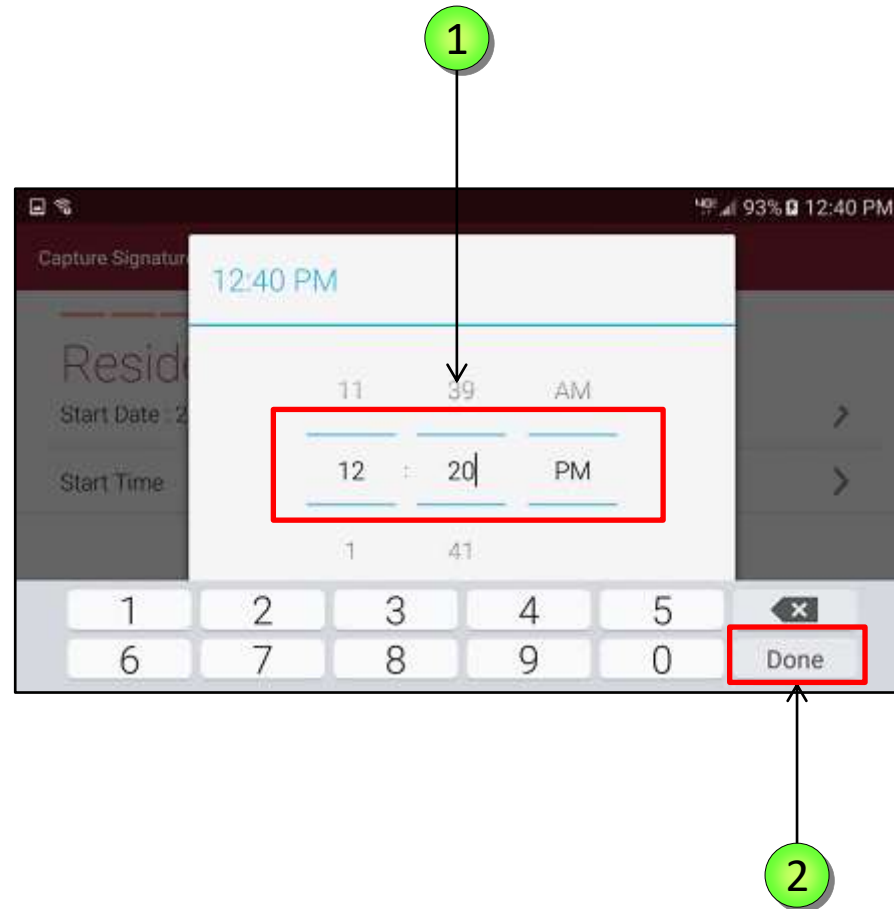 1
93% 12:40 PM
Capture Signatur
12:40 PM
Reside
Start Date : 2
Start Time
11 39 AM
12 : 20 PM
1 41
1 2 3 4 5
6 7 8 9 0 Done
2